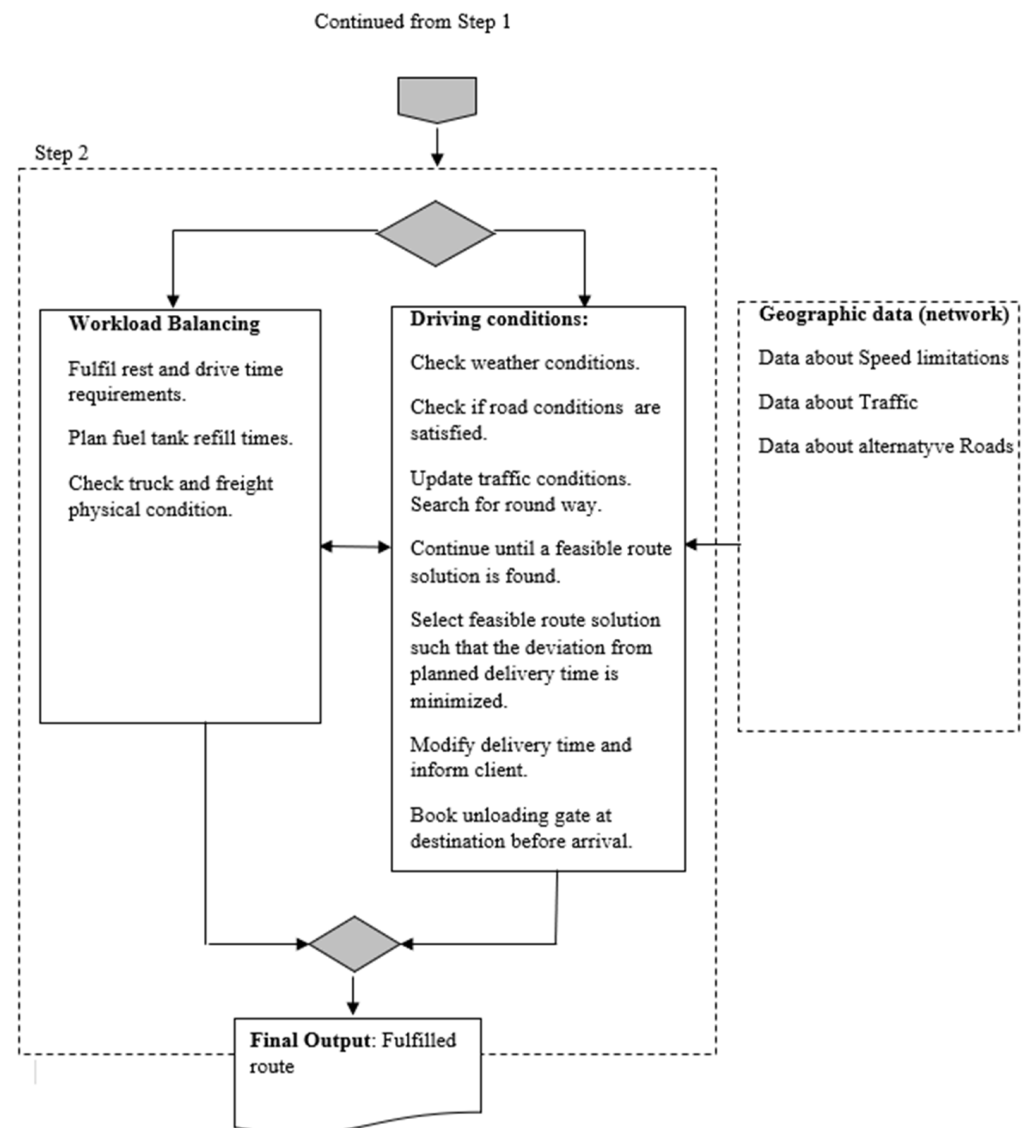 Continued from Step 1
Step 2
Workload Balancing
Fulfil rest and drive time
requirements.
Plan fuel tank refill times.
Check truck and freight
physical condition.
Driving conditions:
Check weather conditions.
Check if road conditions  are
satisfied.
Update traffic conditions.
Search for round way.
Continue until a feasible route
solution is found.
Select feasible route solution
such that the deviation from
planned delivery time is
minimized.
Modify delivery time and
inform client.
Book unloading gate at
destination before arrival.
Geographic data (network)
Data about Speed limitations
Data about Traffic
Data about alternatyve Roads
Final Output: Fulfilled
route